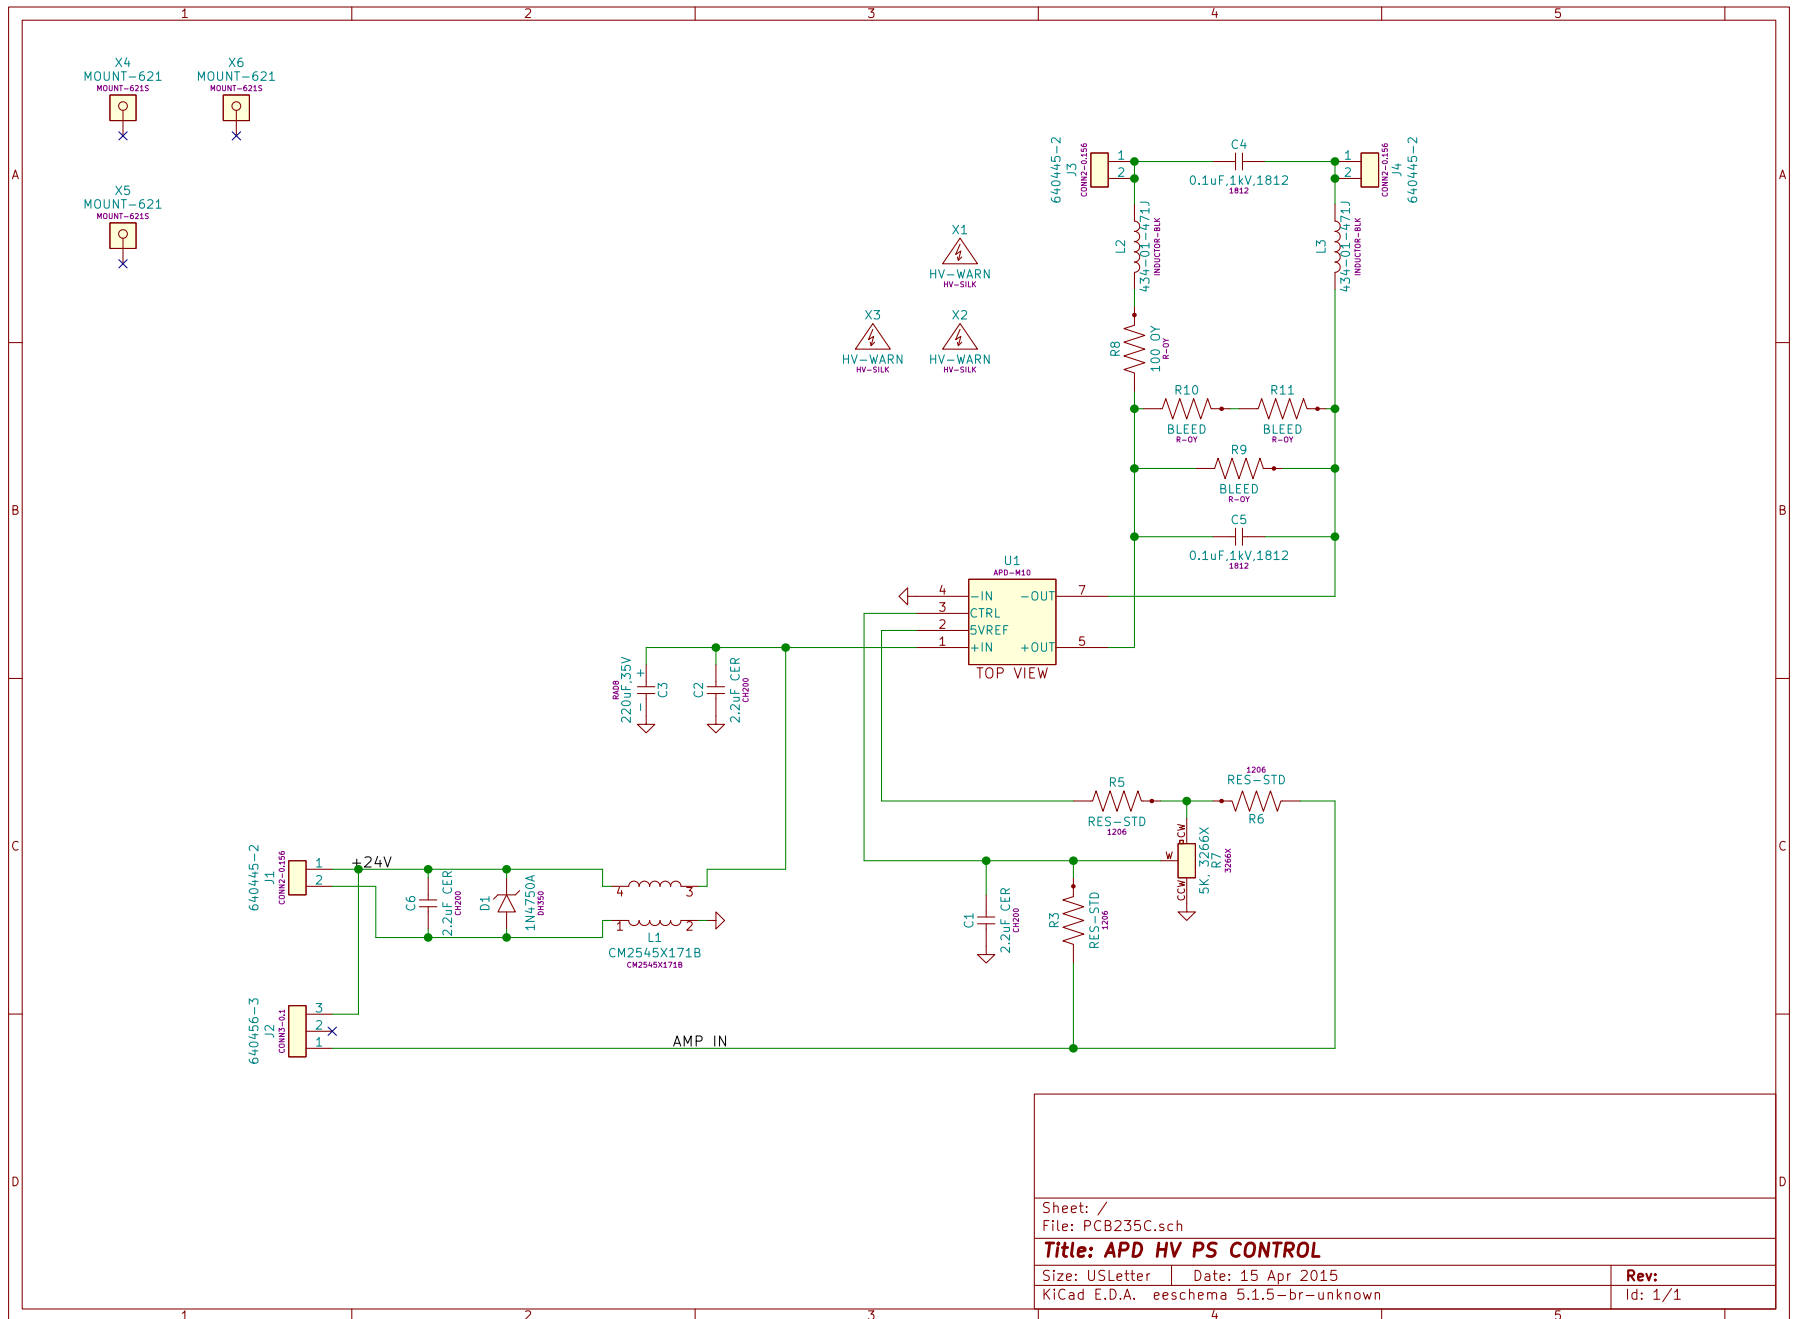 1 2 3 4 5
A
B
C
D
A
B
C
D
1 2 3 4 5
X4
MOUNT-621
MOUNT-621S
X6
MOUNT-621
MOUNT-621S
X5
MOUNT-621
MOUNT-621S
640445-2
J3
CONN2-0.156
1
2
C4
0.1uF,1kV,1812
1812
1
2
CONN2-0.156
J4
640445-2
L2
434-01-471J
INDUCTOR-BLK
L3
434-01-471J
INDUCTOR-BLK
X1
HV-WARN
HV-SILK
X3
HV-WARN
HV-SILK
X2
HV-WARN
HV-SILK
R8
100 OY
R-OY
R10
BLEED
R-OY
R11
BLEED
R-OY
R9
BLEED
R-OY
C5
0.1uF,1kV,1812
1812
U1
APD-M10
4 -IN -OUT 7
3 CTRL
2 5VREF
1 +IN +OUT 5
TOP VIEW
RAD8
220uF,35V
+
-
C3
C2
2.2uF CER
CH200
R5
RES-STD
1206
1206
RES-STD
R6
CW
W
CCW
5K, 3266X
R7
3266X
640445-2
J1
CONN2-0.156
1
2
+24V
C6
2.2uF CER
CH200
D1
1N4750A
DH350
4 3
1 2
L1
CM2545X171B
CM2545X171B
C1
2.2uF CER
CH200
R3
RES-STD
1206
640456-3
J2
CONN3-0.1
3
2
1
AMP IN
Sheet: /
File: PCB235C.sch
Title: APD HV PS CONTROL
Size: USLetter Date: 15 Apr 2015 Rev:
KiCad E.D.A. eeschema 5.1.5-br-unknown Id: 1/1